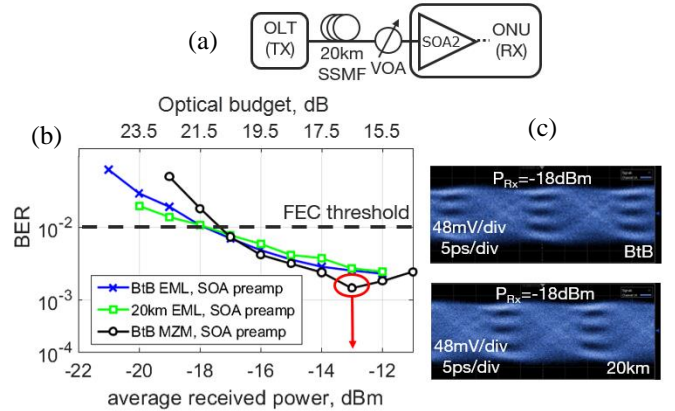 (a)
OLT
(TX)
20km
SSMF
VOA
SOA2
ONU
(RX)
(b)
Optical budget, dB
23.5 21.5 19.5 17.5 15.5
BER
10-2
10-3
10-4
FEC threshold
BtB EML, SOA preamp
20km EML, SOA preamp
BtB MZM, SOA preamp
-22 -20 -18 -16 -14 -12
average received power, dBm
(c)
PRx=-18dBm
48mV/div
5ps/div
BtB
PRx=-18dBm
48mV/div
5ps/div
20km